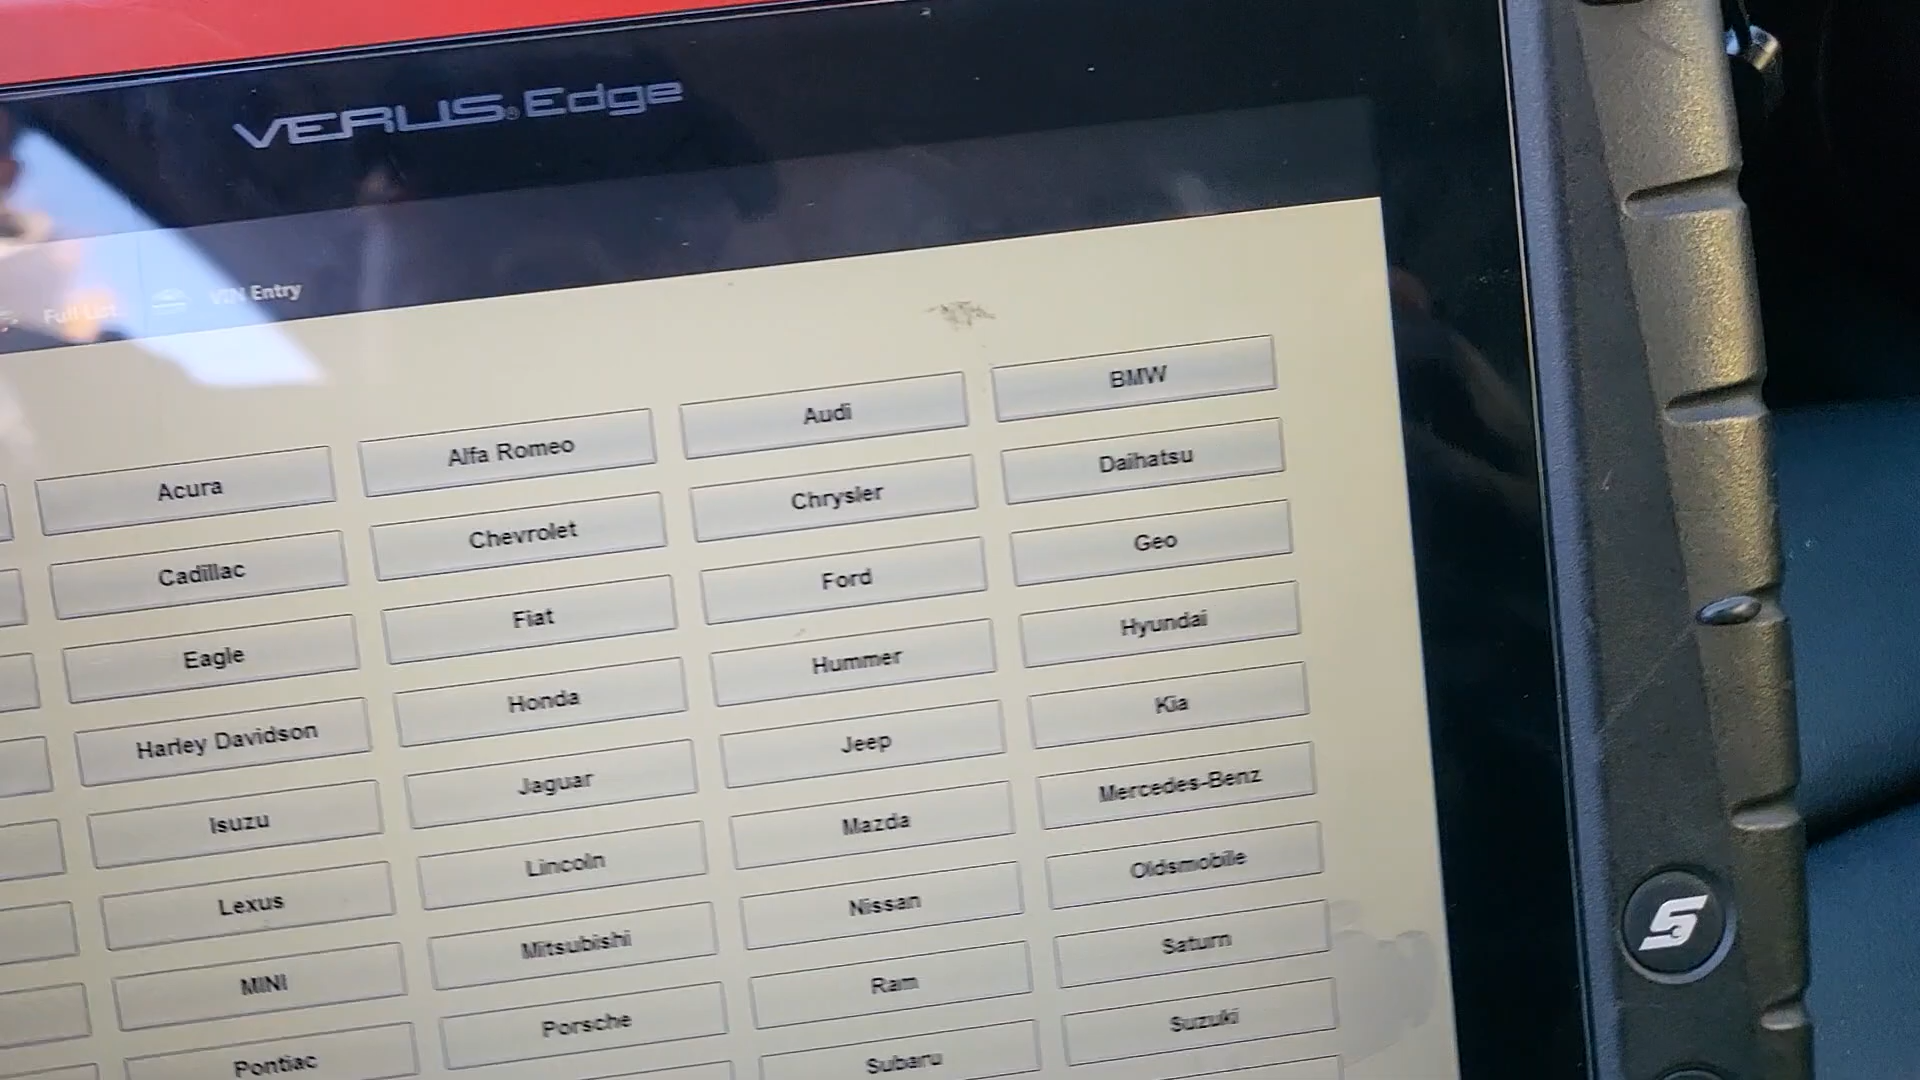 VERUS® Edge
Full List VIN Entry
Acura Alfa Romeo Audi BMW
Cadillac Chevrolet Chrysler Daihatsu
Eagle Fiat Ford Geo
Harley Davidson Honda Hummer Hyundai
Isuzu Jaguar Jeep Kia
Lexus Lincoln Mazda Mercedes-Benz
MINI Mitsubishi Nissan Oldsmobile
Pontiac Porsche Ram Saturn
Subaru Suzuki
S